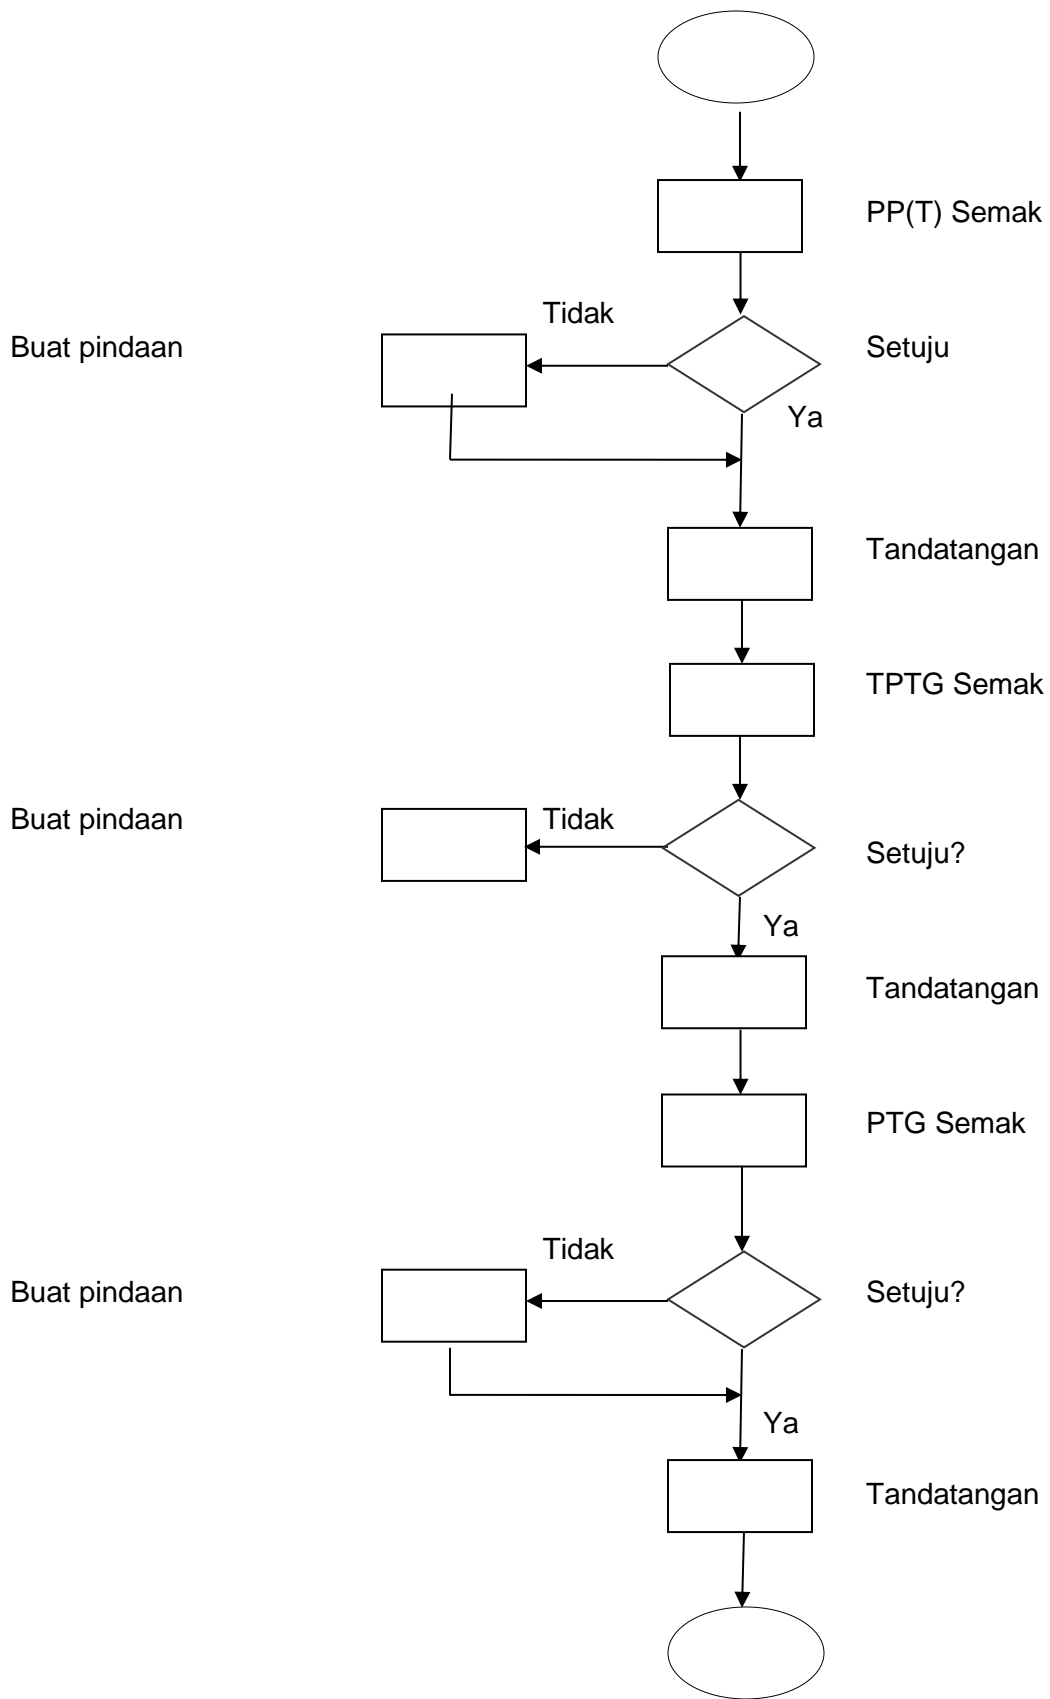 PP(T) Semak
Tidak
Buat pindaan
Setuju
Ya
Tandatangan
TPTG Semak
Buat pindaan
Tidak
Setuju?
Ya
Tandatangan
PTG Semak
Tidak
Buat pindaan
Setuju?
Ya
Tandatangan